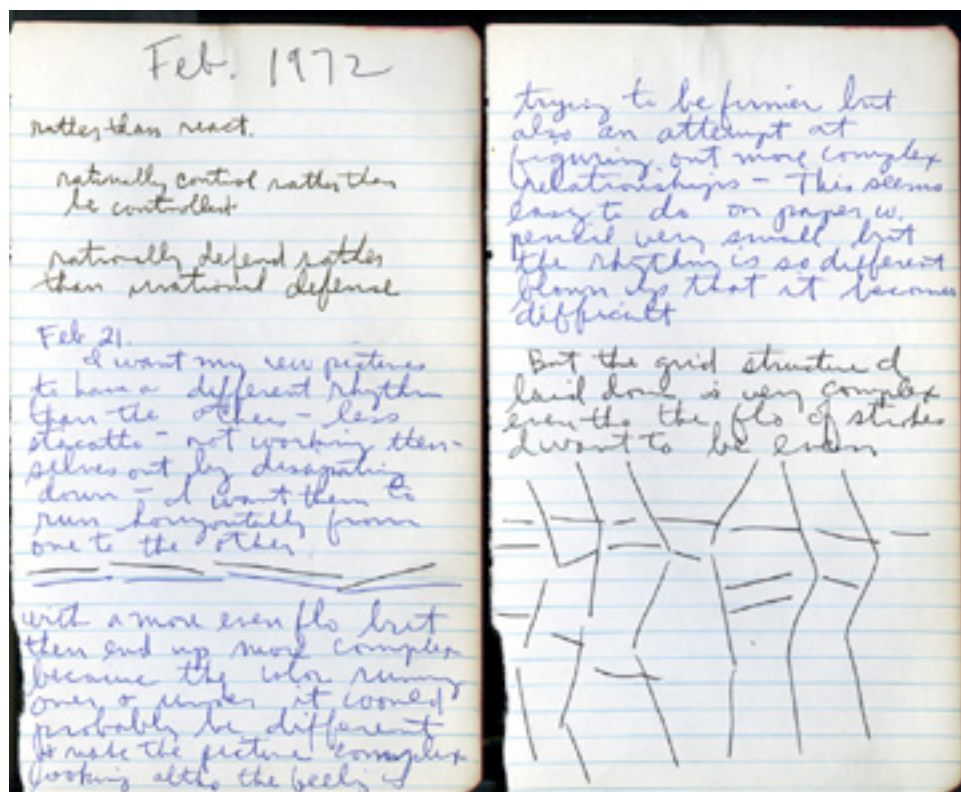 Feb. 1972
rather than react.
rationally control rather than
be controlled
rationally defend rather
than irrational defense
Feb 21.
I want my new pictures
to have a different rhythm
than the others - less
stacatto - not working them-
selves out by
down - I want them to
run horizontally from
one to the other
with a more even flo but
then end up more complex
because the color running
over & under it would
probably be different
& make the picture complex
looking altho the feeling is
trying to be firmer but
also an attempt at
figuring out more complex
relationships - This seems
easy to do on paper w.
pencil very small but
the rhythm is so different
blown up that it becomes
difficult
But the grid structure I
laid down is very complex
even tho the flo of strokes
I want to be even